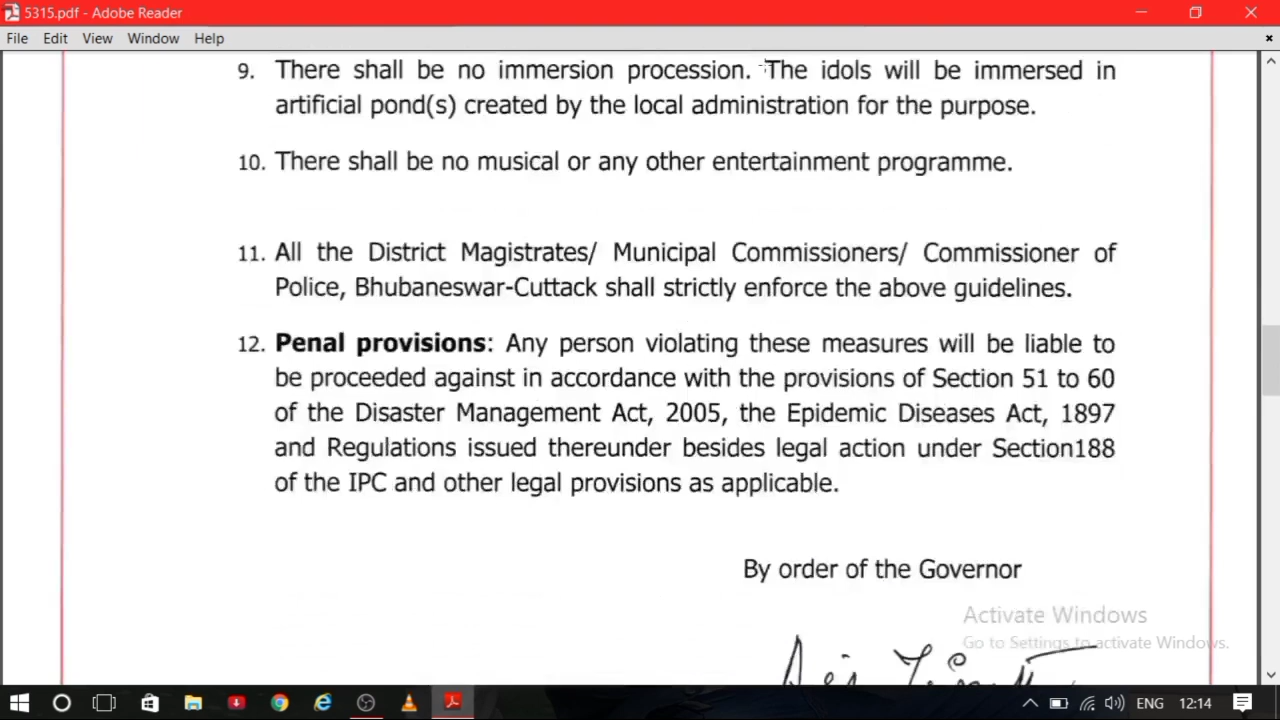 5315.pdf - Adobe Reader
File Edit View Window Help
9. There shall be no immersion procession. The idols will be immersed in
artificial pond(s) created by the local administration for the purpose.
10. There shall be no musical or any other entertainment programme.
11. All the District Magistrates/ Municipal Commissioners/ Commissioner of
Police, Bhubaneswar-Cuttack shall strictly enforce the above guidelines.
12. Penal provisions: Any person violating these measures will be liable to
be proceeded against in accordance with the provisions of Section 51 to 60
of the Disaster Management Act, 2005, the Epidemic Diseases Act, 1897
and Regulations issued thereunder besides legal action under Section188
of the IPC and other legal provisions as applicable.
By order of the Governor
Activate Windows
Go to Settings to activate Windows.
ENG 12:14